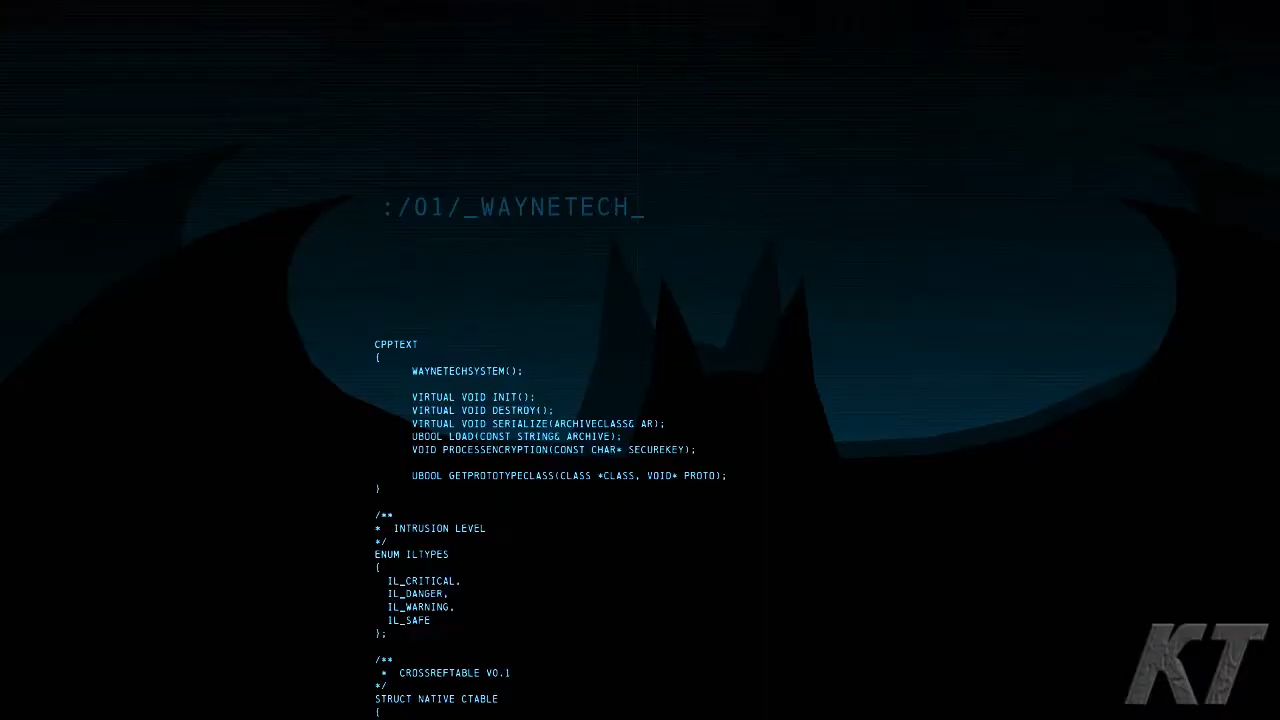 :/01/_WAYNETECH_
CPPTEXT
{
WAYNETECHSYSTEM();
VIRTUAL VOID INIT();
VIRTUAL VOID DESTROY();
VIRTUAL VOID SERIALIZE(ARCHIVECLASS& AR);
UBOOL LOAD(CONST STRING& ARCHIVE);
VOID PROCESSENCRYPTION(CONST CHAR* SECUREKEY);
UBOOL GETPROTOTYPECLASS(CLASS *CLASS, VOID* PROTO);
}
/**
* INTRUSION LEVEL
*/
ENUM ILTYPES
{
IL_CRITICAL,
IL_DANGER,
IL_WARNING,
IL_SAFE
};
/**
* CROSSREFTABLE V0.1
*/
STRUCT NATIVE CTABLE
{
KT